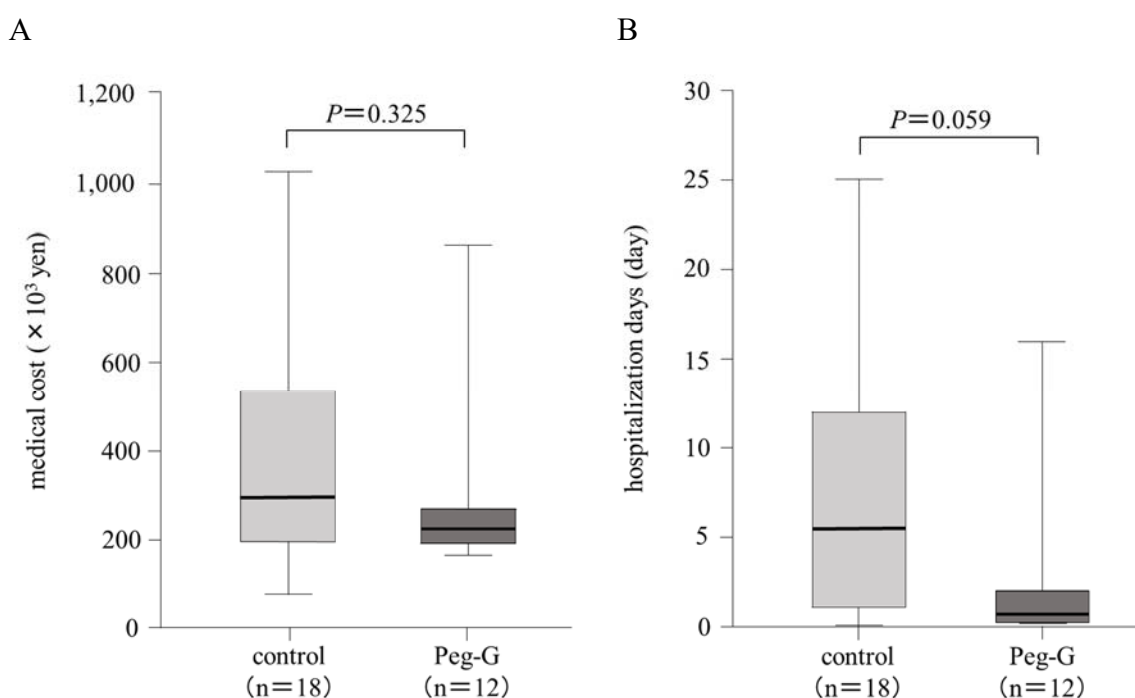 A
1,200
1,000
800
600
400
200
0
medical cost ( × 10³ yen)
P＝0.325
control
（n＝18）
Peg-G
（n＝12）
B
30
25
20
15
10
5
0
hospitalization days (day)
P＝0.059
control
（n＝18）
Peg-G
（n＝12）